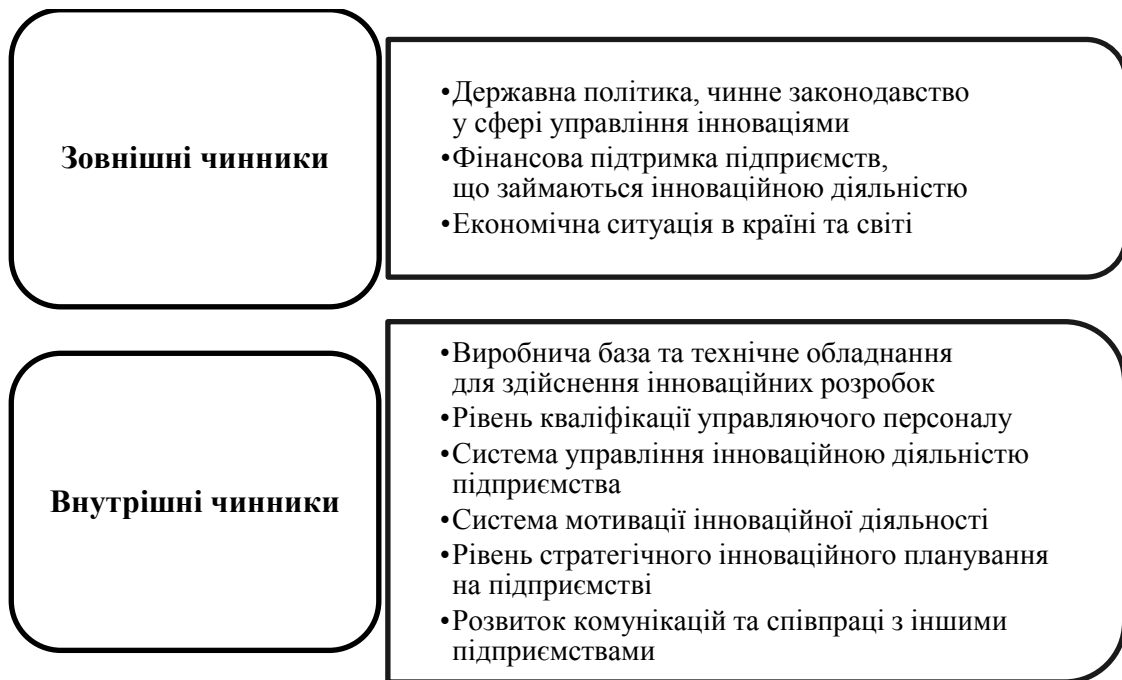 Зовнішні чинники
•Державна політика, чинне законодавство
у сфері управління інноваціями
•Фінансова підтримка підприємств,
що займаються інноваційною діяльністю
•Економічна ситуація в країні та світі
Внутрішні чинники
•Виробнича база та технічне обладнання
для здійснення інноваційних розробок
•Рівень кваліфікації управляючого персоналу
•Система управління інноваційною діяльністю
підприємства
•Система мотивації інноваційної діяльності
•Рівень стратегічного інноваційного планування
на підприємстві
•Розвиток комунікацій та співпраці з іншими
підприємствами